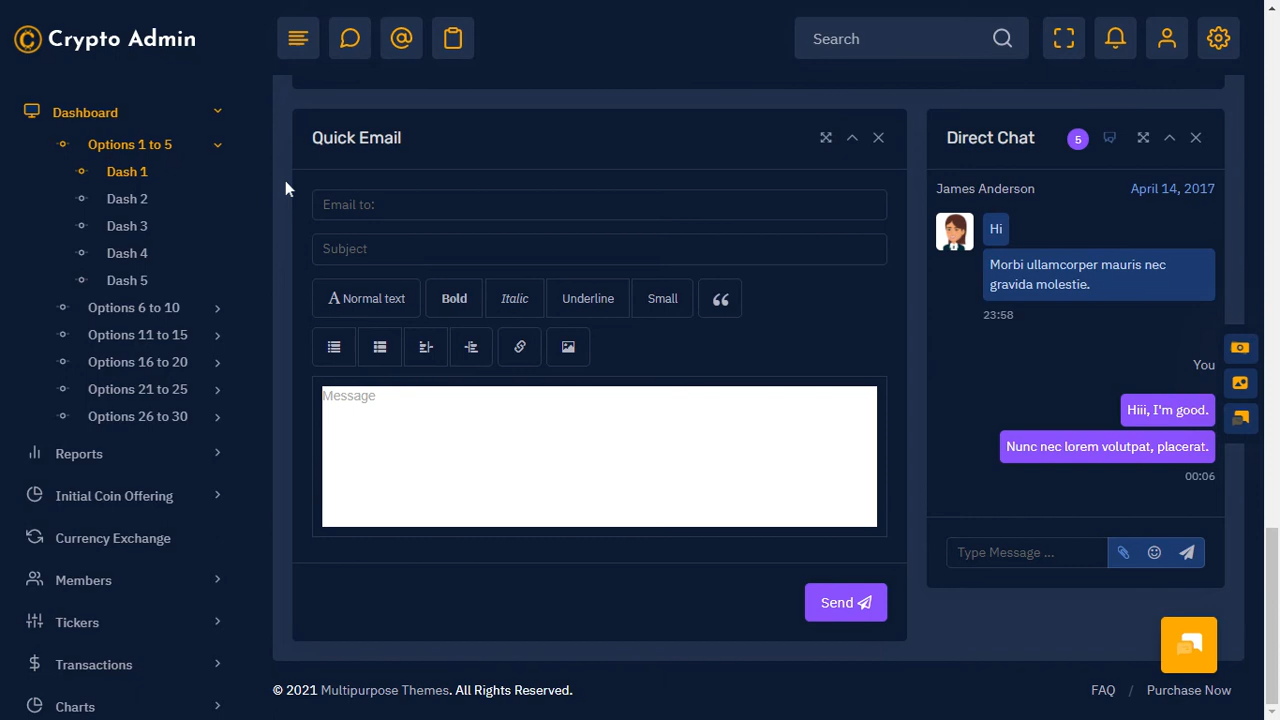 Crypto Admin
Search
Dashboard
Options 1 to 5
Dash 1
Dash 2
Dash 3
Dash 4
Dash 5
Options 6 to 10
Options 11 to 15
Options 16 to 20
Options 21 to 25
Options 26 to 30
Reports
Initial Coin Offering
Currency Exchange
Members
Tickers
Transactions
Charts
Quick Email
Email to:
Subject
A Normal text Bold Italic Underline Small
Message
Send
Direct Chat 5
James Anderson April 14, 2017
Hi
Morbi ullamcorper mauris nec
gravida molestie.
23:58
You
Hiii, I'm good.
Nunc nec lorem volutpat, placerat.
00:06
Type Message ...
© 2021 Multipurpose Themes. All Rights Reserved.
FAQ / Purchase Now